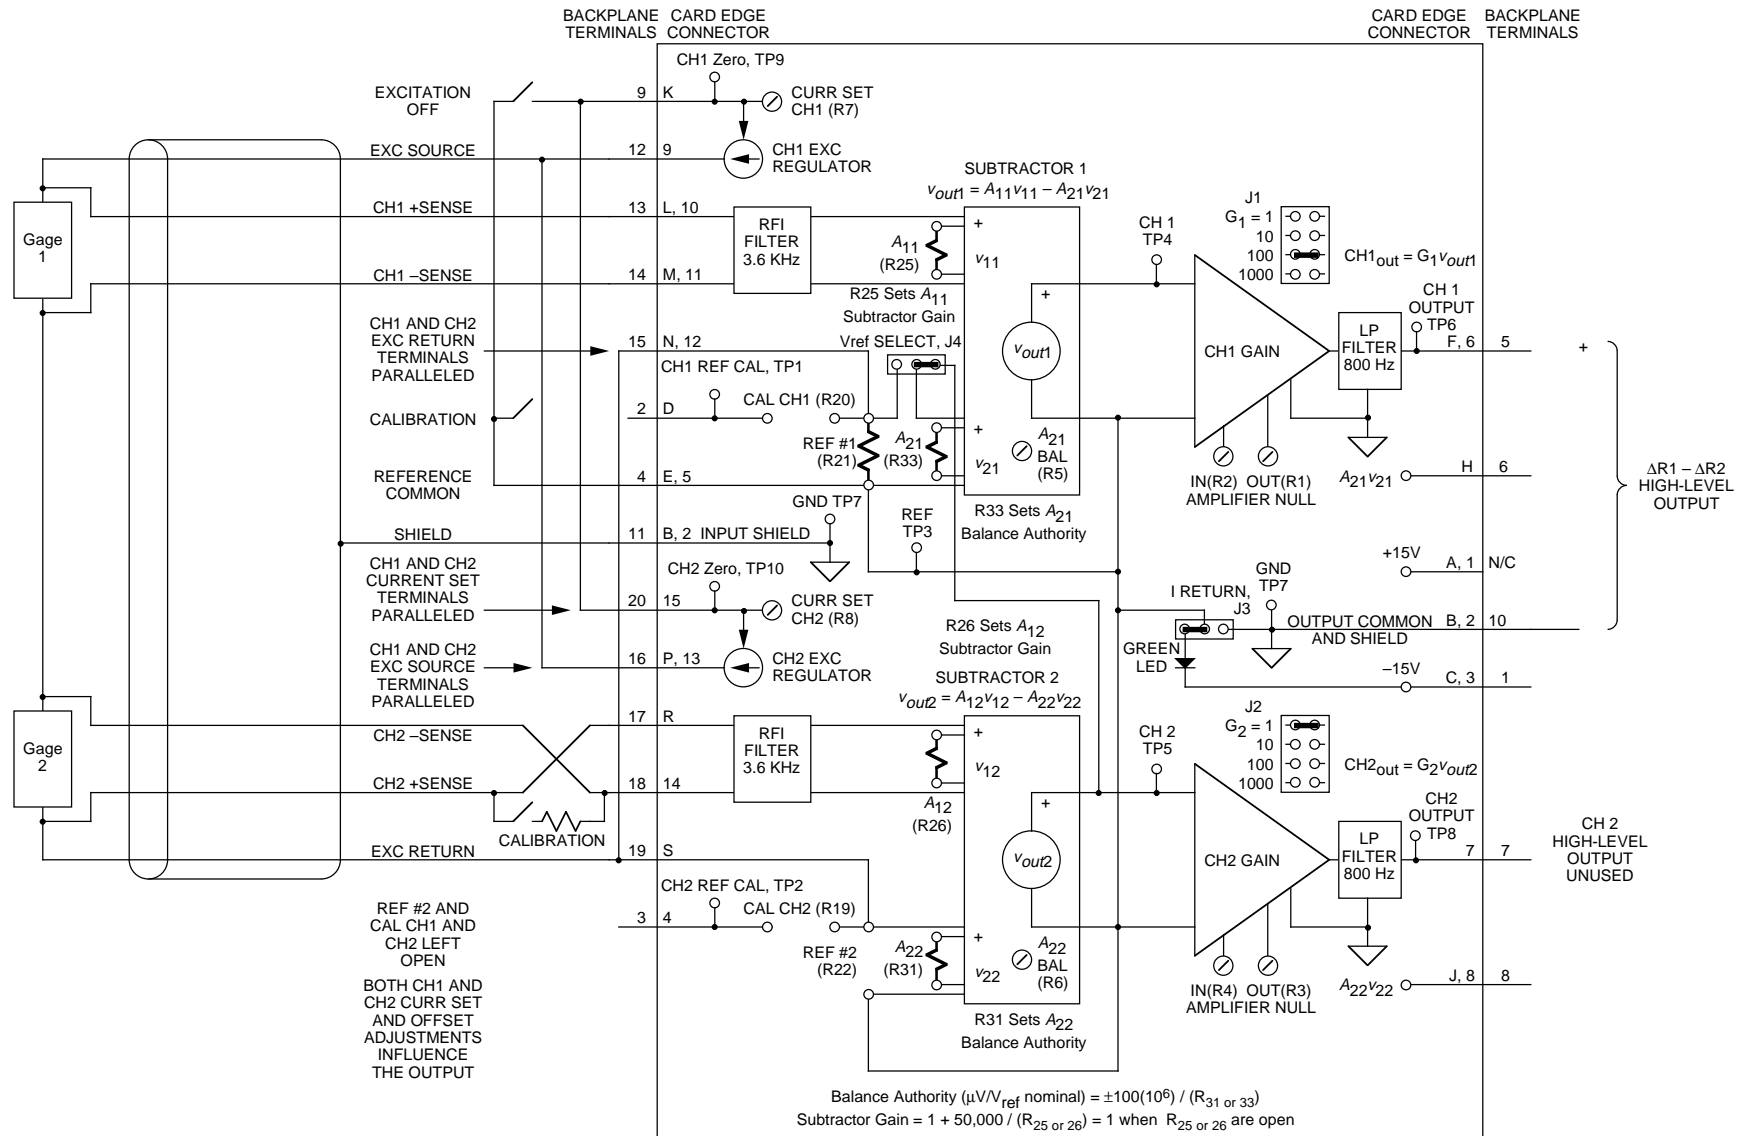 BACKPLANE TERMINALS
CARD EDGE CONNECTOR
CARD EDGE CONNECTOR
BACKPLANE TERMINALS
CH1 Zero, TP9
EXCITATION OFF
9 K
CURR SET CH1 (R7)
EXC SOURCE
12 9
CH1 EXC REGULATOR
SUBTRACTOR 1
vout1 = A11v11 – A21v21
CH1 +SENSE
13 L, 10
Gage 1
RFI FILTER 3.6 KHz
A11 (R25)
+
v11
CH 1 TP4
J1
G1 = 1
10
100
1000
CH1out = G1vout1
CH1 –SENSE
14 M, 11
R25 Sets A11 Subtractor Gain
+
CH 1 OUTPUT TP6
CH1 AND CH2 EXC RETURN TERMINALS PARALLELED
15 N, 12
Vref SELECT, J4
vout1
CH1 GAIN
LP FILTER 800 Hz
F, 6 5
+
CH1 REF CAL, TP1
CALIBRATION
2 D
CAL CH1 (R20)
REF #1 (R21)
A21 (R33)
+
v21
A21 BAL (R5)
IN(R2) OUT(R1)
AMPLIFIER NULL
A21v21
H 6
REFERENCE COMMON
4 E, 5
ΔR1 – ΔR2 HIGH-LEVEL OUTPUT
GND TP7
REF TP3
R33 Sets A21 Balance Authority
SHIELD
11 B, 2 INPUT SHIELD
+15V
A, 1 N/C
CH1 AND CH2 CURRENT SET TERMINALS PARALLELED
CH2 Zero, TP10
20 15
CURR SET CH2 (R8)
GND TP7
I RETURN, J3
R26 Sets A12 Subtractor Gain
OUTPUT COMMON AND SHIELD
B, 2 10
GREEN LED
CH1 AND CH2 EXC SOURCE TERMINALS PARALLELED
16 P, 13
CH2 EXC REGULATOR
–15V
C, 3 1
SUBTRACTOR 2
vout2 = A12v12 – A22v22
Gage 2
CH2 –SENSE
17 R
RFI FILTER 3.6 KHz
+
v12
A12 (R26)
CH 2 TP5
J2
G2 = 1
10
100
1000
CH2out = G2vout2
CH2 +SENSE
18 14
+
CH2 OUTPUT TP8
CALIBRATION
EXC RETURN
19 S
vout2
CH2 GAIN
LP FILTER 800 Hz
7 7
CH 2 HIGH-LEVEL OUTPUT UNUSED
CH2 REF CAL, TP2
3 4
CAL CH2 (R19)
REF #2 AND CAL CH1 AND CH2 LEFT OPEN
REF #2 (R22)
A22 (R31)
+
v22
A22 BAL (R6)
IN(R4) OUT(R3)
AMPLIFIER NULL
A22v22
J, 8 8
BOTH CH1 AND CH2 CURR SET AND OFFSET ADJUSTMENTS INFLUENCE THE OUTPUT
R31 Sets A22 Balance Authority
Balance Authority (μV/Vref nominal) = ±100(10⁶) / (R31 or 33)
Subtractor Gain = 1 + 50,000 / (R25 or 26) = 1 when R25 or 26 are open